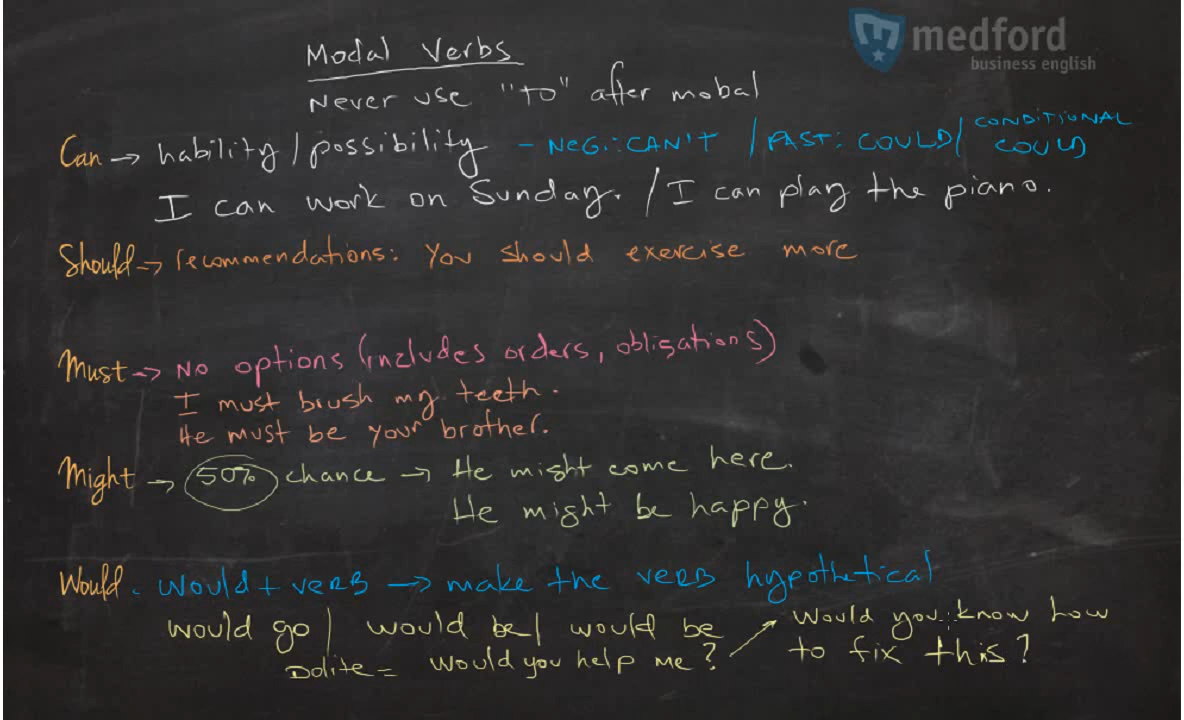 medford
business english
Modal Verbs
Never use "TO" after mobal
Can → hability/possibility - NEG: CAN'T / PAST: COULD/ CONDITIONAL COULD
I can work on Sunday. / I can play the piano.
Should → recommendations: You should exercise more
Must → No options (includes orders, obligations)
I must brush my teeth.
He must be your brother.
Might → 50% chance → He might come here.
He might be happy.
Would. would + verb → make the verb hypothetical
would go | would be | would be
Dolite = would you help me? → would you know how
to fix this?